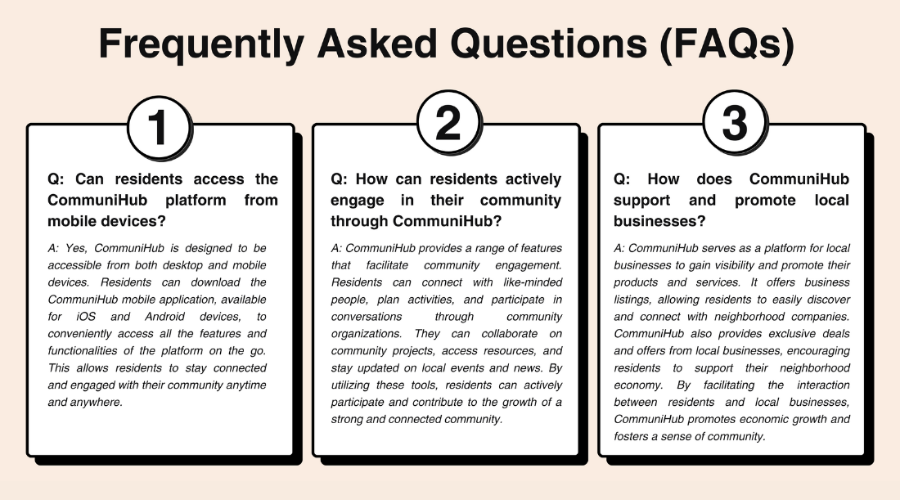 Frequently Asked Questions (FAQs)
1
Q: Can residents access the
CommuniHub platform from
mobile devices?
A: Yes, CommuniHub is designed to be
accessible from both desktop and mobile
devices. Residents can download the
CommuniHub mobile application, available
for iOS and Android devices, to
conveniently access all the features and
functionalities of the platform on the go.
This allows residents to stay connected
and engaged with their community anytime
and anywhere.
2
Q: How can residents actively
engage in their community
through CommuniHub?
A: CommuniHub provides a range of features
that facilitate community engagement.
Residents can connect with like-minded
people, plan activities, and participate in
conversations through community
organizations. They can collaborate on
community projects, access resources, and
stay updated on local events and news. By
utilizing these tools, residents can actively
participate and contribute to the growth of a
strong and connected community.
3
Q: How does CommuniHub
support and promote local
businesses?
A: CommuniHub serves as a platform for local
businesses to gain visibility and promote their
products and services. It offers business
listings, allowing residents to easily discover
and connect with neighborhood companies.
CommuniHub also provides exclusive deals
and offers from local businesses, encouraging
residents to support their neighborhood
economy. By facilitating the interaction
between residents and local businesses,
CommuniHub promotes economic growth and
fosters a sense of community.